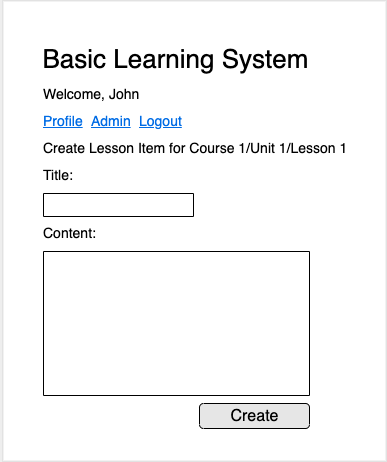 Basic Learning System
Welcome, John
Profile Admin Logout
Create Lesson Item for Course 1/Unit 1/Lesson 1
Title:
Content:
Create